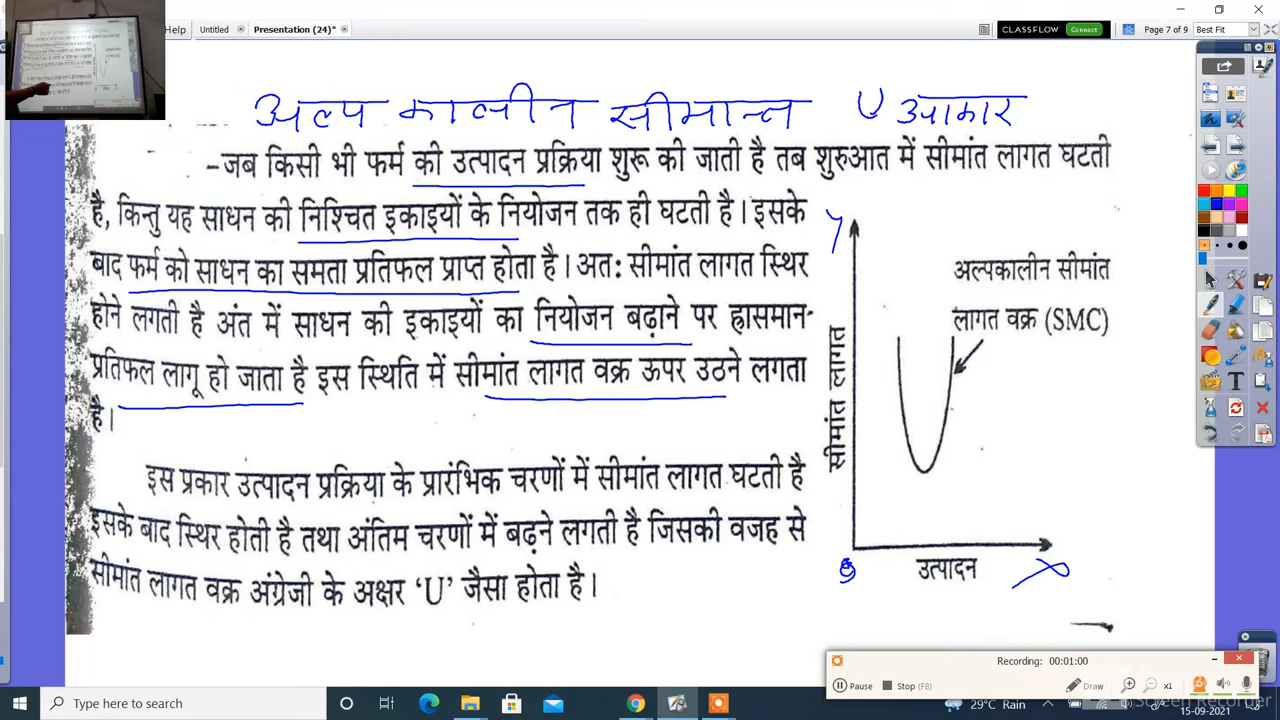 Help
Untitled
Presentation (24)*
CLASSFLOW
Connect
Page 7 of 9
Best Fit
अल्प कालीन सीमान्त U आकार
-जब किसी भी फर्म की उत्पादन प्रक्रिया शुरू की जाती है तब शुरुआत में सीमांत लागत घटती
है, किन्तु यह साधन की निश्चित इकाइयों के नियोजन तक ही घटती है। इसके
बाद फर्म को साधन का समता प्रतिफल प्राप्त होता है। अतः सीमांत लागत स्थिर
होने लगती है अंत में साधन की इकाइयों का नियोजन बढ़ाने पर ह्रासमान-
प्रतिफल लागू हो जाता है इस स्थिति में सीमांत लागत वक्र ऊपर उठने लगता
है।
इस प्रकार उत्पादन प्रक्रिया के प्रारंभिक चरणों में सीमांत लागत घटती है
इसके बाद स्थिर होती है तथा अंतिम चरणों में बढ़ने लगती है जिसकी वजह से
सीमांत लागत वक्र अंग्रेजी के अक्षर 'U' जैसा होता है।
y
अल्पकालीन सीमांत
लागत वक्र (SMC)
सीमांत लागत
उत्पादन
x
Recording: 00:01:00
Pause
Stop (F8)
Draw
x1
Screen Recorder
Type here to search
29°C Rain
15-09-2021